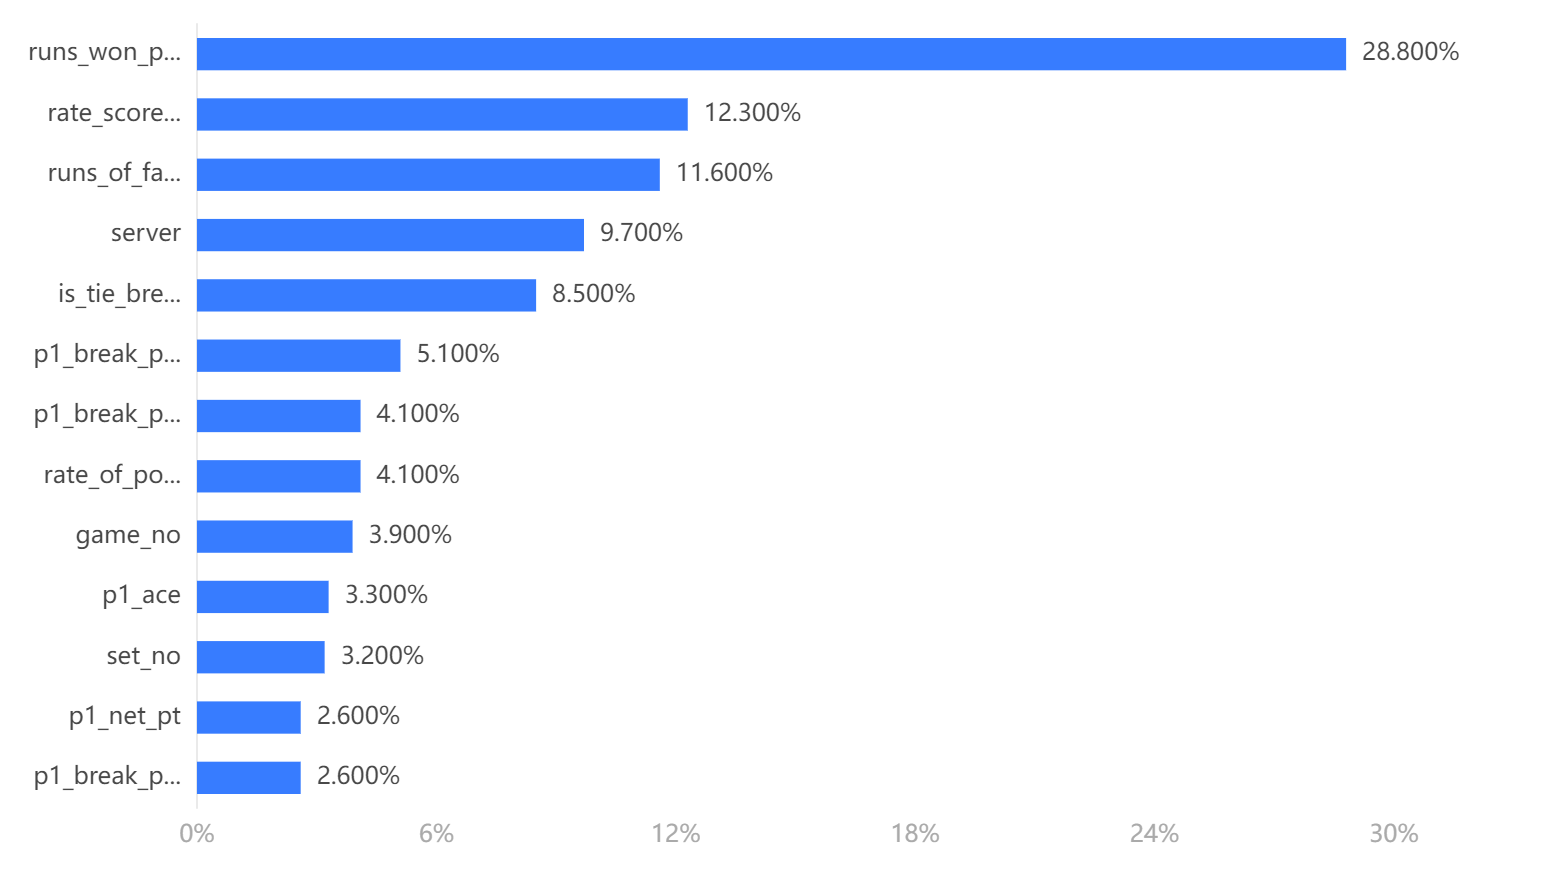 runs_won_p... 28.800%
rate_score... 12.300%
runs_of_fa... 11.600%
server 9.700%
is_tie_bre... 8.500%
p1_break_p... 5.100%
p1_break_p... 4.100%
rate_of_po... 4.100%
game_no 3.900%
p1_ace 3.300%
set_no 3.200%
p1_net_pt 2.600%
p1_break_p... 2.600%
0% 6% 12% 18% 24% 30%